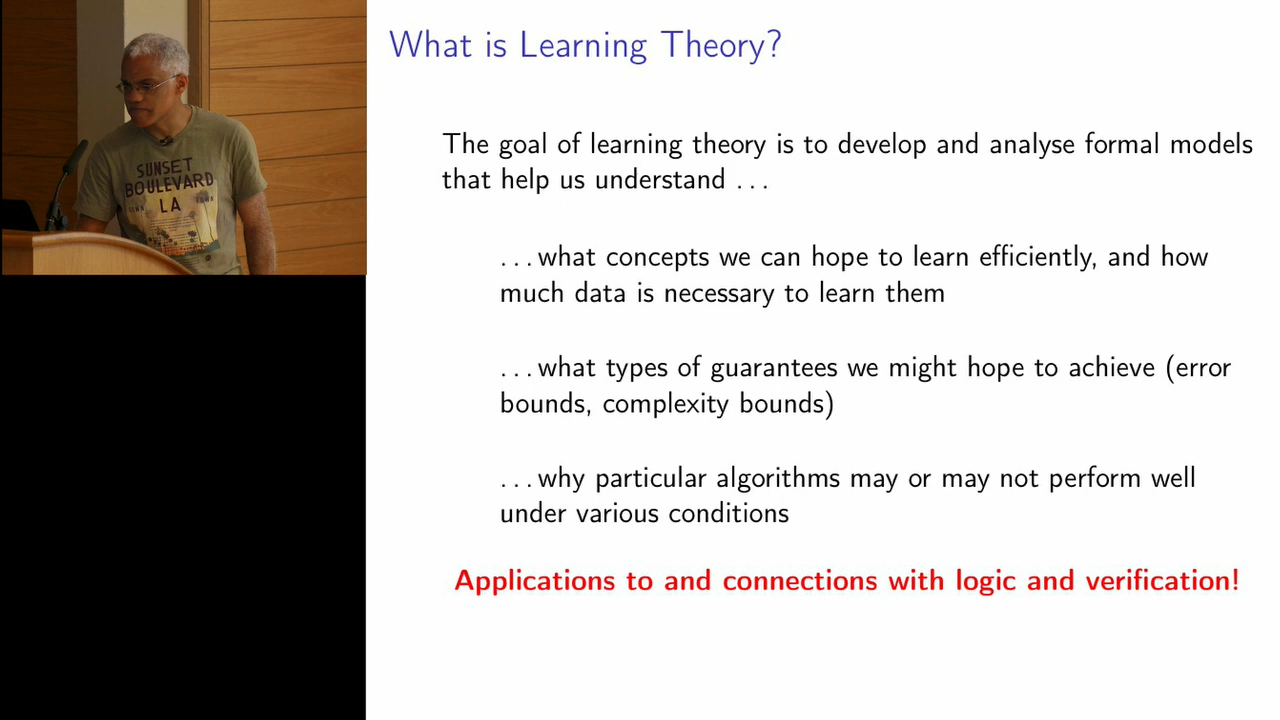 What is Learning Theory?
The goal of learning theory is to develop and analyse formal models
that help us understand ...
...what concepts we can hope to learn efficiently, and how
much data is necessary to learn them
...what types of guarantees we might hope to achieve (error
bounds, complexity bounds)
...why particular algorithms may or may not perform well
under various conditions
Applications to and connections with logic and verification!
SUNSET
BOULEVARD
LA
TOWN